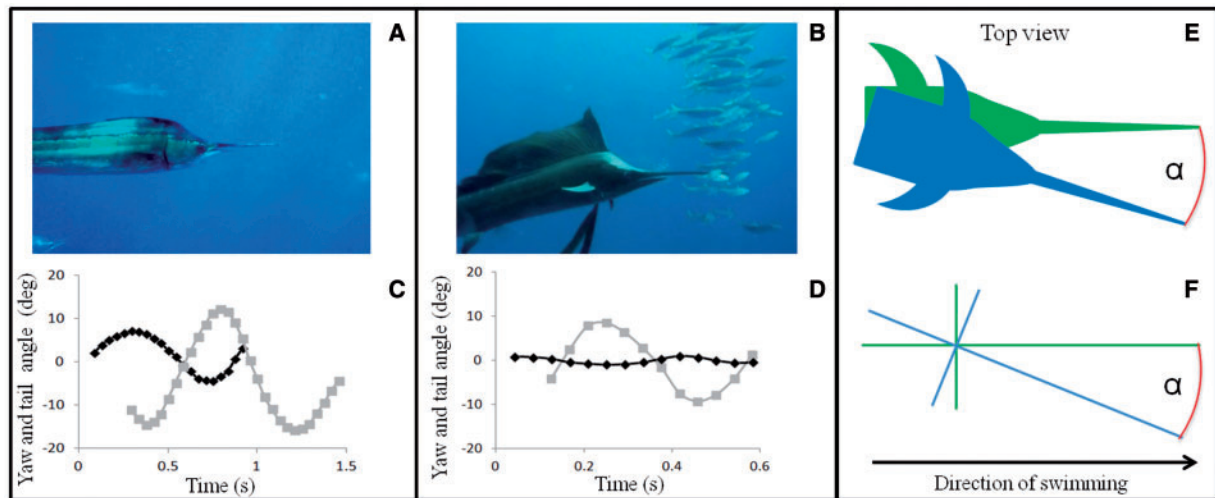 A
B
Top view
E
α
Yaw and tail angle (deg)
20
10
0
-10
-20
C
0
0.5
1
1.5
Time (s)
Yaw and tail angle (deg)
20
10
0
-10
-20
D
0
0.2
0.4
0.6
Time (s)
F
α
Direction of swimming